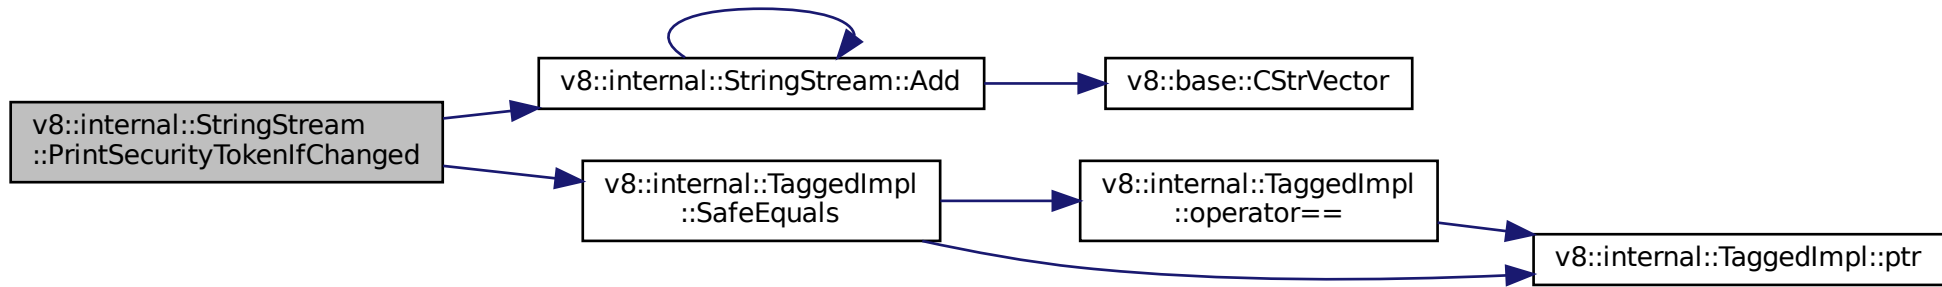 v8::internal::StringStream
::PrintSecurityTokenIfChanged
v8::internal::StringStream::Add
v8::base::CStrVector
v8::internal::TaggedImpl
::SafeEquals
v8::internal::TaggedImpl
::operator==
v8::internal::TaggedImpl::ptr